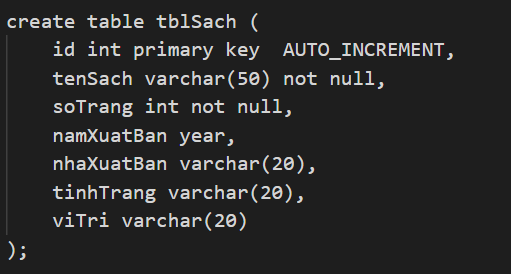 create table tblSach (
    id int primary key  AUTO_INCREMENT,
    tenSach varchar(50) not null,
    soTrang int not null,
    namXuatBan year,
    nhaXuatBan varchar(20),
    tinhTrang varchar(20),
    viTri varchar(20)
);